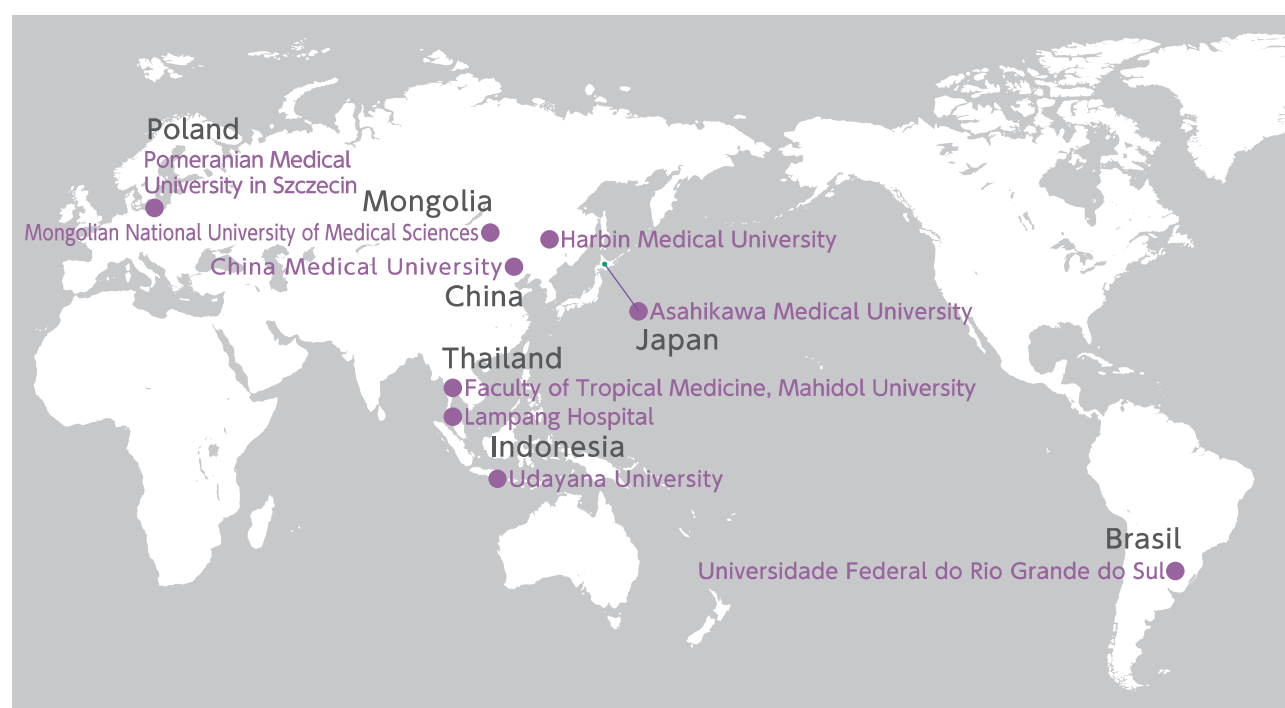 Poland
Pomeranian Medical
University in Szczecin
Mongolia
Mongolian National University of Medical Sciences
Harbin Medical University
China Medical University
China
Asahikawa Medical University
Japan
Thailand
Faculty of Tropical Medicine, Mahidol University
Lampang Hospital
Indonesia
Udayana University
Brasil
Universidade Federal do Rio Grande do Sul